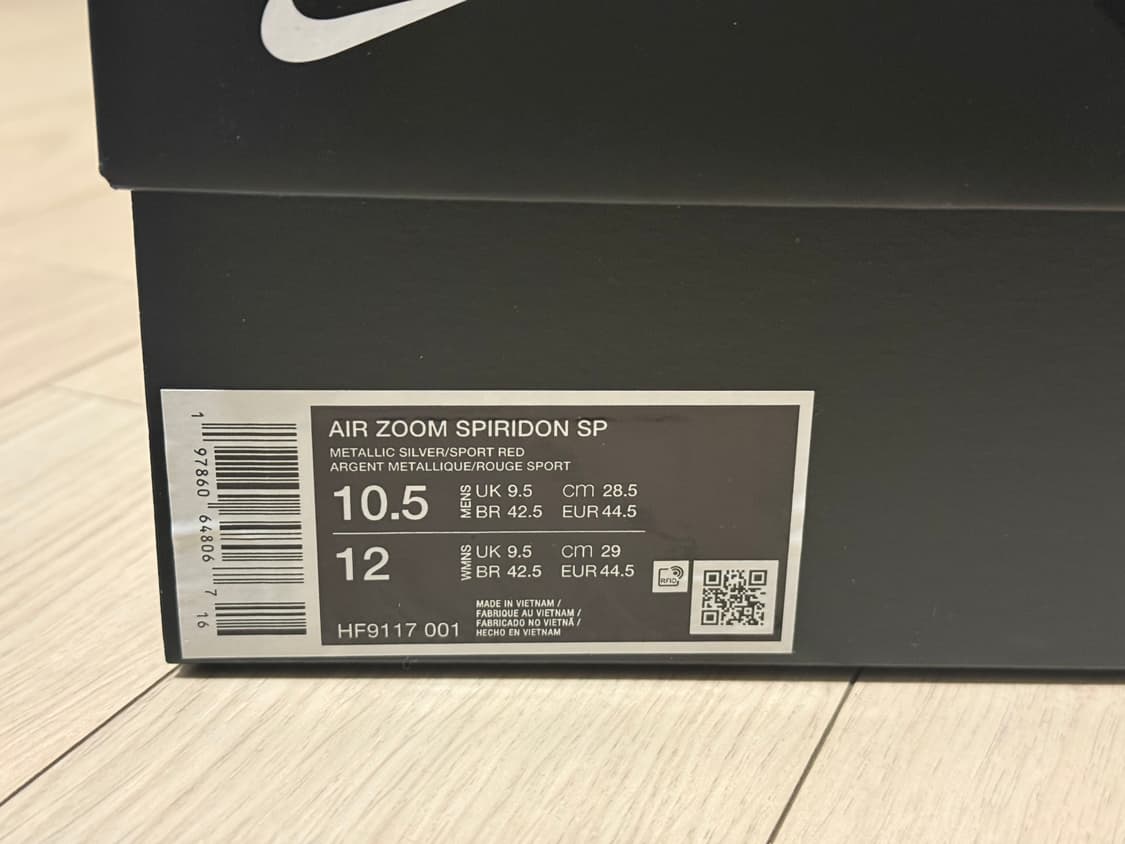 AIR ZOOM SPIRIDON SP
METALLIC SILVER/SPORT RED
ARGENT METALLIQUE/ROUGE SPORT
10.5 MENS UK 9.5 cm 28.5
BR 42.5 EUR 44.5
12 WMNS UK 9.5 cm 29
BR 42.5 EUR 44.5
RFID
MADE IN VIETNAM /
FABRIQUE AU VIETNAM /
FABRICADO NO VIETNÃ /
HECHO EN VIETNAM
HF9117 001
1 97860 64806 7 16